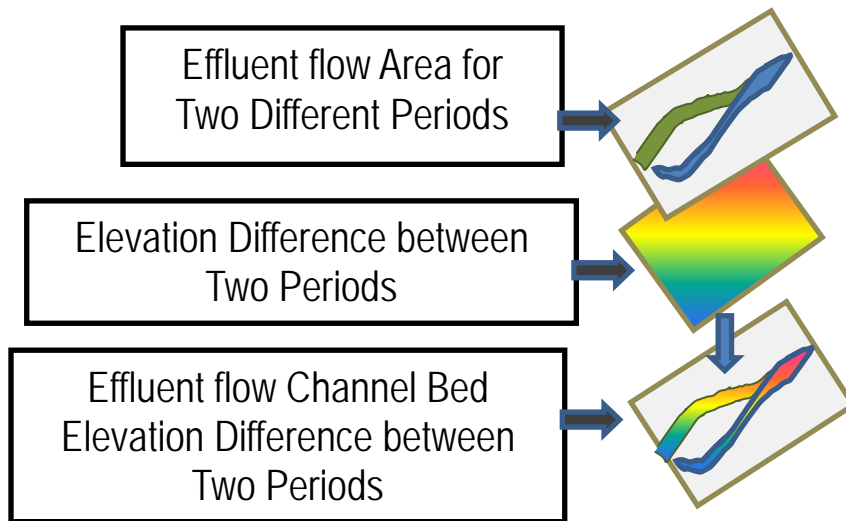 Effluent flow Area for
Two Different Periods
Elevation Difference between
Two Periods
Effluent flow Channel Bed
Elevation Difference between
Two Periods